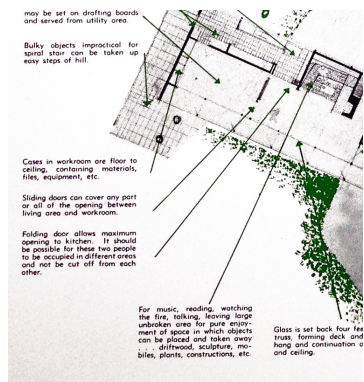 may be set on drafting boards
and served from utility area.
Bulky objects impractical for
spiral stair can be taken up
easy steps of hill.
Cases in workroom are floor to
ceiling, containing materials,
files, equipment, etc.
Sliding doors can cover any part
or all of the opening between
living area and workroom.
Folding door allows maximum
opening to kitchen. It should
be possible for these two people
to be occupied in different areas
and not be cut off from each
other.
For music, reading, watching
the fire, talking, leaving large
unbroken area for pure enjoy-
ment of space in which objects
can be placed and taken away
. . . driftwood, sculpture, mo-
biles, plants, constructions, etc.
Glass is set back four fee
truss, forming deck and
hang and continuation o
and ceiling.